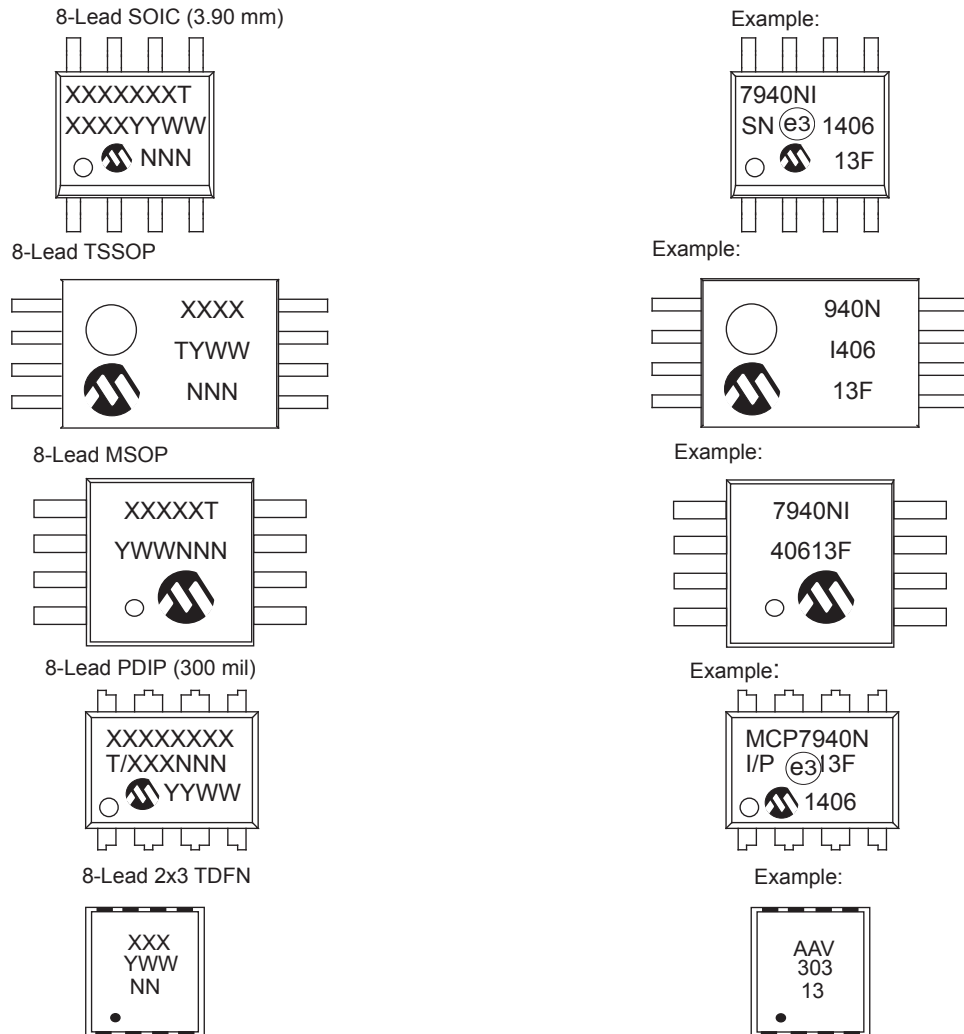 8-Lead SOIC (3.90 mm)
XXXXXXXT
XXXXYYWW
NNN
Example:
7940NI
SN e3 1406
13F
8-Lead TSSOP
XXXX
TYWW
NNN
Example:
940N
I406
13F
8-Lead MSOP
XXXXXT
YWWNNN
Example:
7940NI
40613F
8-Lead PDIP (300 mil)
XXXXXXXX
T/XXXNNN
YYWW
Example:
MCP7940N
I/P e3 13F
1406
8-Lead 2x3 TDFN
XXX
YWW
NN
Example:
AAV
303
13